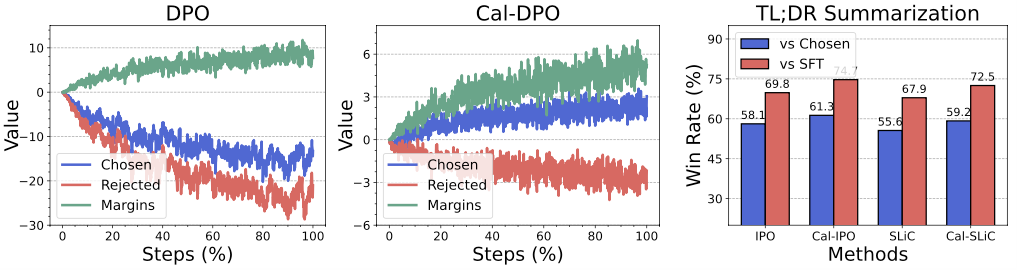 DPO
10
0
−10
−20
−30
Value
Chosen
Rejected
Margins
0 20 40 60 80 100
Steps (%)
Cal-DPO
6
3
0
−3
−6
Value
Chosen
Rejected
Margins
0 20 40 60 80 100
Steps (%)
TL;DR Summarization
90
75
60
45
30
Win Rate (%)
vs Chosen
vs SFT
58.1 69.8 61.3 74.7 55.6 67.9 59.2 72.5
IPO Cal-IPO SLiC Cal-SLiC
Methods